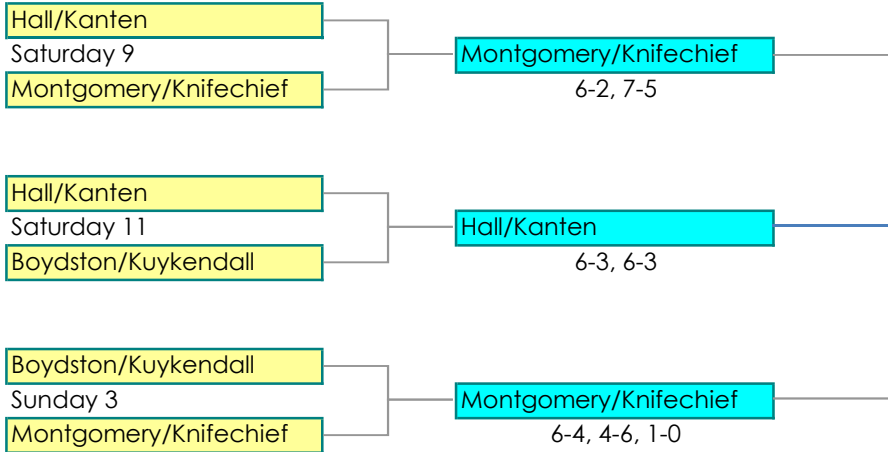 Hall/Kanten
Saturday 9
Montgomery/Knifechief
Montgomery/Knifechief
6-2, 7-5
Hall/Kanten
Saturday 11
Boydston/Kuykendall
Hall/Kanten
6-3, 6-3
Boydston/Kuykendall
Sunday 3
Montgomery/Knifechief
Montgomery/Knifechief
6-4, 4-6, 1-0